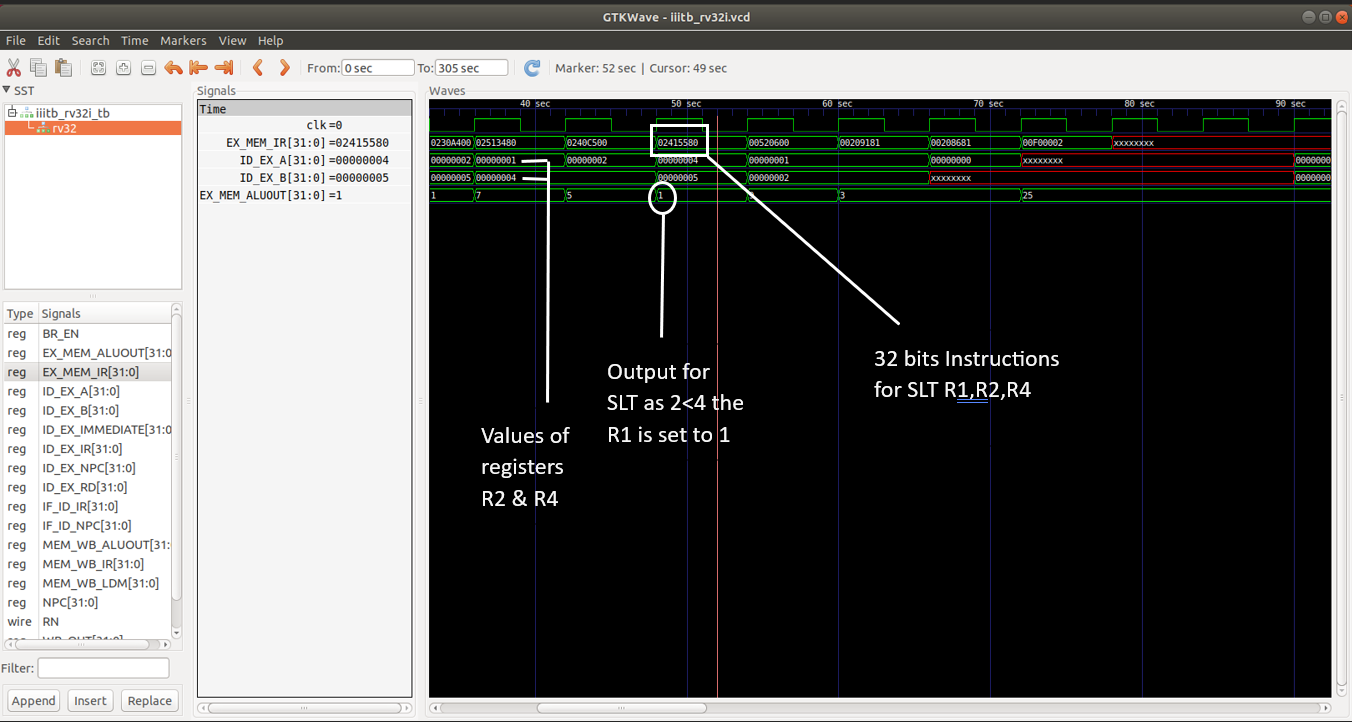 GTKWave - iiitb_rv32i.vcd
File Edit Search Time Markers View Help
From: 0 sec To: 305 sec Marker: 52 sec | Cursor: 49 sec
SST
iiitb_rv32i_tb
rv32
Type Signals
reg BR_EN
reg EX_MEM_ALUOUT[31:0
reg EX_MEM_IR[31:0]
reg ID_EX_A[31:0]
reg ID_EX_B[31:0]
reg ID_EX_IMMEDIATE[31:0
reg ID_EX_IR[31:0]
reg ID_EX_NPC[31:0]
reg ID_EX_RD[31:0]
reg IF_ID_IR[31:0]
reg IF_ID_NPC[31:0]
reg MEM_WB_ALUOUT[31:
reg MEM_WB_IR[31:0]
reg MEM_WB_LDM[31:0]
reg NPC[31:0]
wire RN
Filter:
Append Insert Replace
Signals
Time
clk =0
EX_MEM_IR[31:0] =02415580
ID_EX_A[31:0] =00000004
ID_EX_B[31:0] =00000005
EX_MEM_ALUOUT[31:0] =1
Waves
40 sec 50 sec 60 sec 70 sec 80 sec 90 sec
0230A400 02513480 0240C500 02415580 00520600 00209181 00208681 00F00002 xxxxxxxx
00000002 00000001 00000002 00000004 00000001 00000000 xxxxxxxx 0000000
00000005 00000004 00000005 00000002 xxxxxxxx 0000000
1 7 5 1 3 25
32 bits Instructions
for SLT R1,R2,R4
Output for
SLT as 2<4 the
R1 is set to 1
Values of
registers
R2 & R4